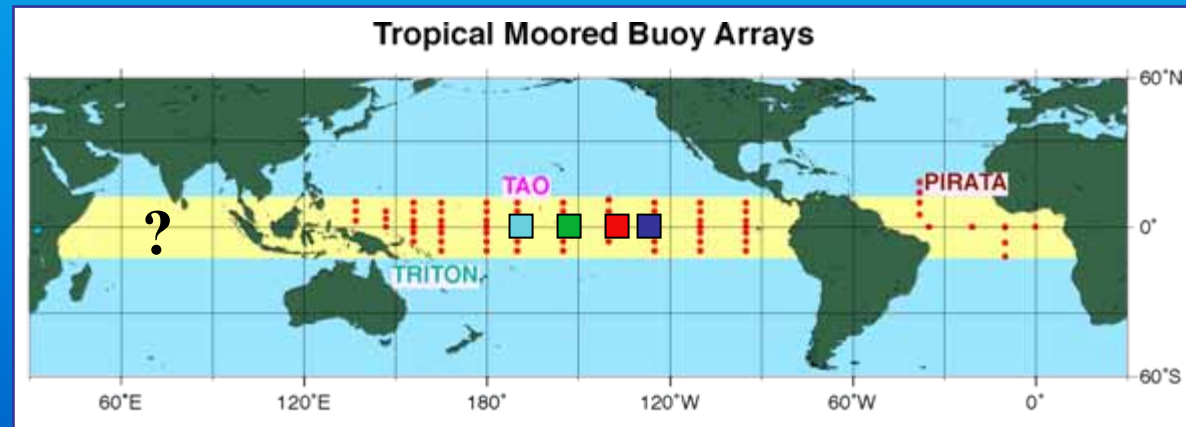 Tropical Moored Buoy Arrays
60°N
TAO
PIRATA
?
0°
TRITON
60°S
60°E
120°E
180°
120°W
60°W
0°